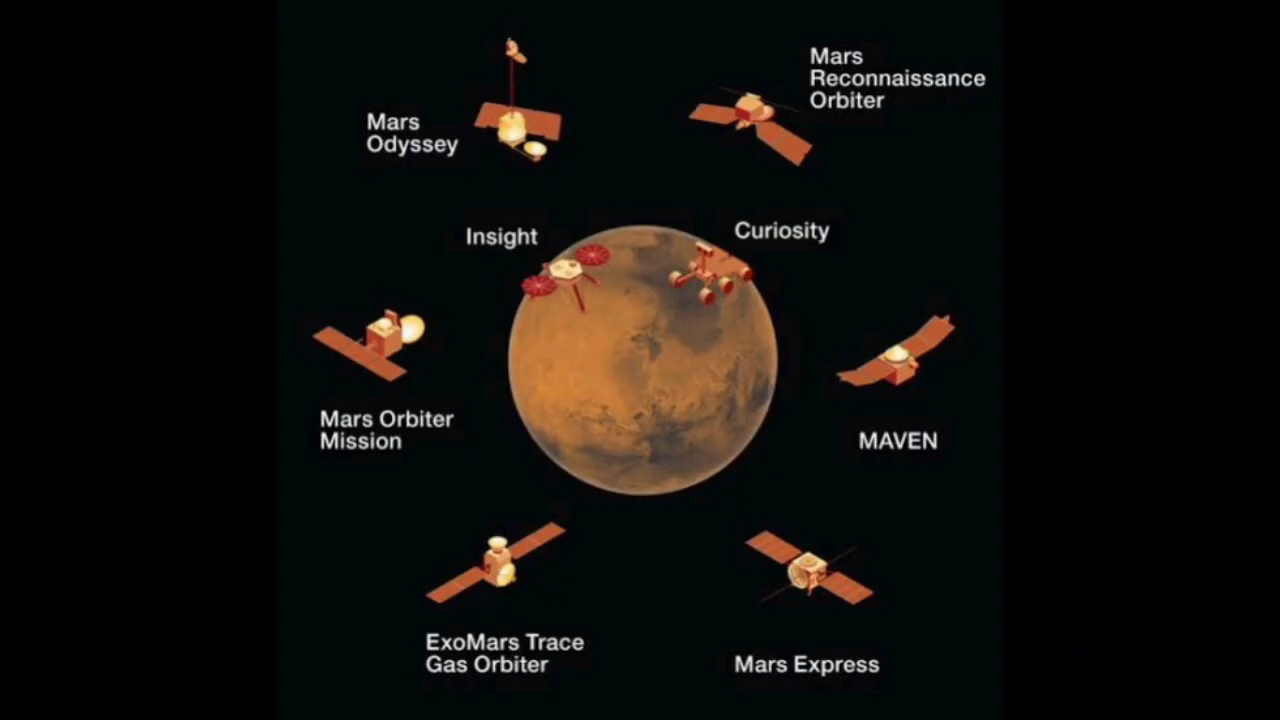 Mars
Reconnaissance
Orbiter
Mars
Odyssey
Insight
Curiosity
Mars Orbiter
Mission
MAVEN
ExoMars Trace
Gas Orbiter
Mars Express